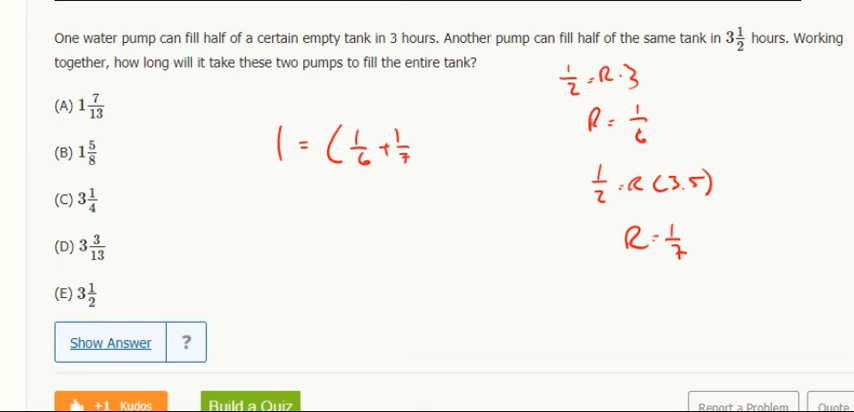 One water pump can fill half of a certain empty tank in 3 hours. Another pump can fill half of the same tank in 3 1/2 hours. Working
together, how long will it take these two pumps to fill the entire tank?
1/2 = R · 3
(A) 1 7/13
R = 1/6
1 = (1/6 + 1/7
(B) 1 5/8
1/2 = R (3.5)
(C) 3 1/4
R = 1/7
(D) 3 3/13
(E) 3 1/2
Show Answer ?
+1 Kudos Build a Quiz Report a Problem Quote